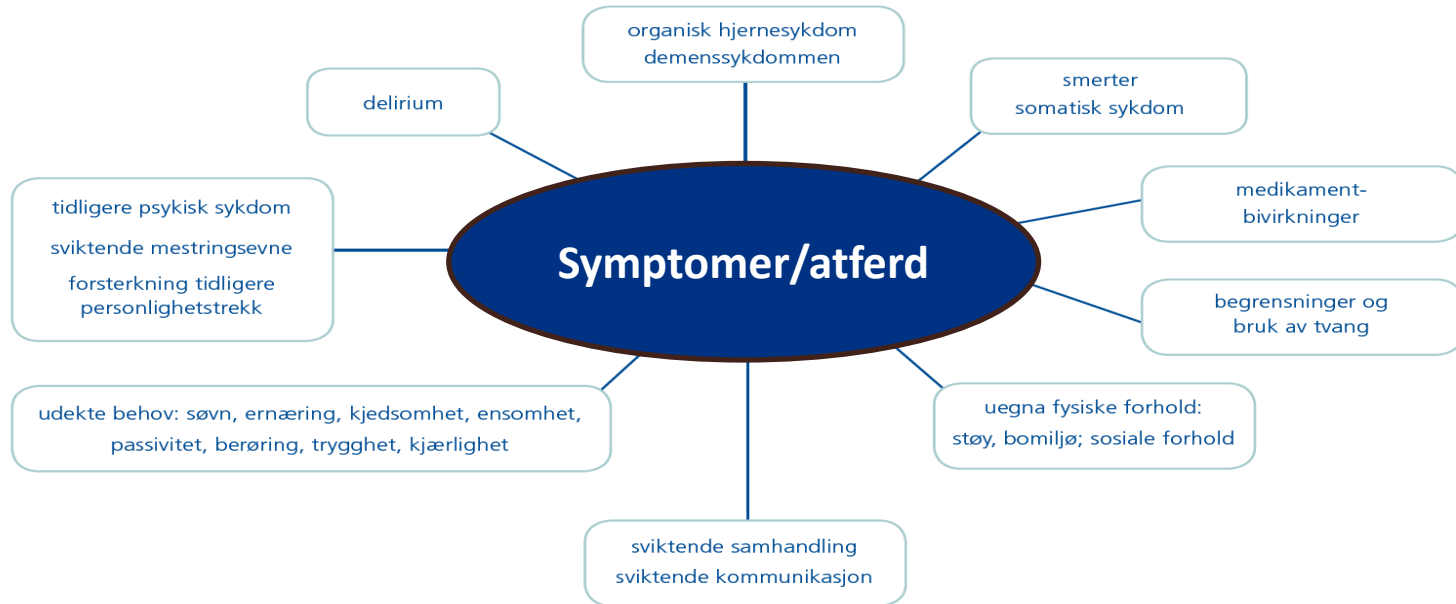 organisk hjernesykdom
demenssykdommen
delirium
smerter
somatisk sykdom
tidligere psykisk sykdom
sviktende mestringsevne
forsterkning tidligere
personlighetstrekk
medikament-
bivirkninger
Symptomer/atferd
begrensninger og
bruk av tvang
udekte behov: søvn, ernæring, kjedsomhet, ensomhet,
passivitet, berøring, trygghet, kjærlighet
uegna fysiske forhold:
støy, bomiljø; sosiale forhold
sviktende samhandling
sviktende kommunikasjon